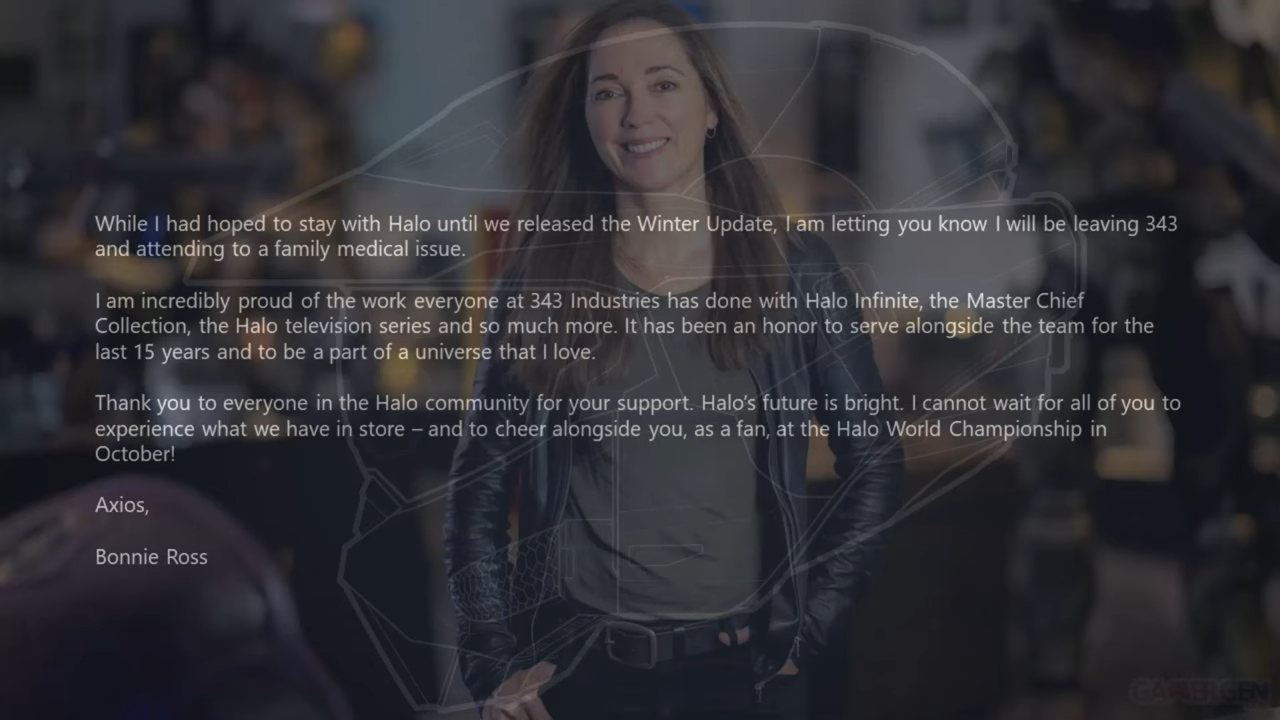 While I had hoped to stay with Halo until we released the Winter Update, I am letting you know I will be leaving 343
and attending to a family medical issue.
I am incredibly proud of the work everyone at 343 Industries has done with Halo Infinite, the Master Chief
Collection, the Halo television series and so much more. It has been an honor to serve alongside the team for the
last 15 years and to be a part of a universe that I love.
Thank you to everyone in the Halo community for your support. Halo’s future is bright. I cannot wait for all of you to
experience what we have in store – and to cheer alongside you, as a fan, at the Halo World Championship in
October!
Axios,
Bonnie Ross
GAMERGEN